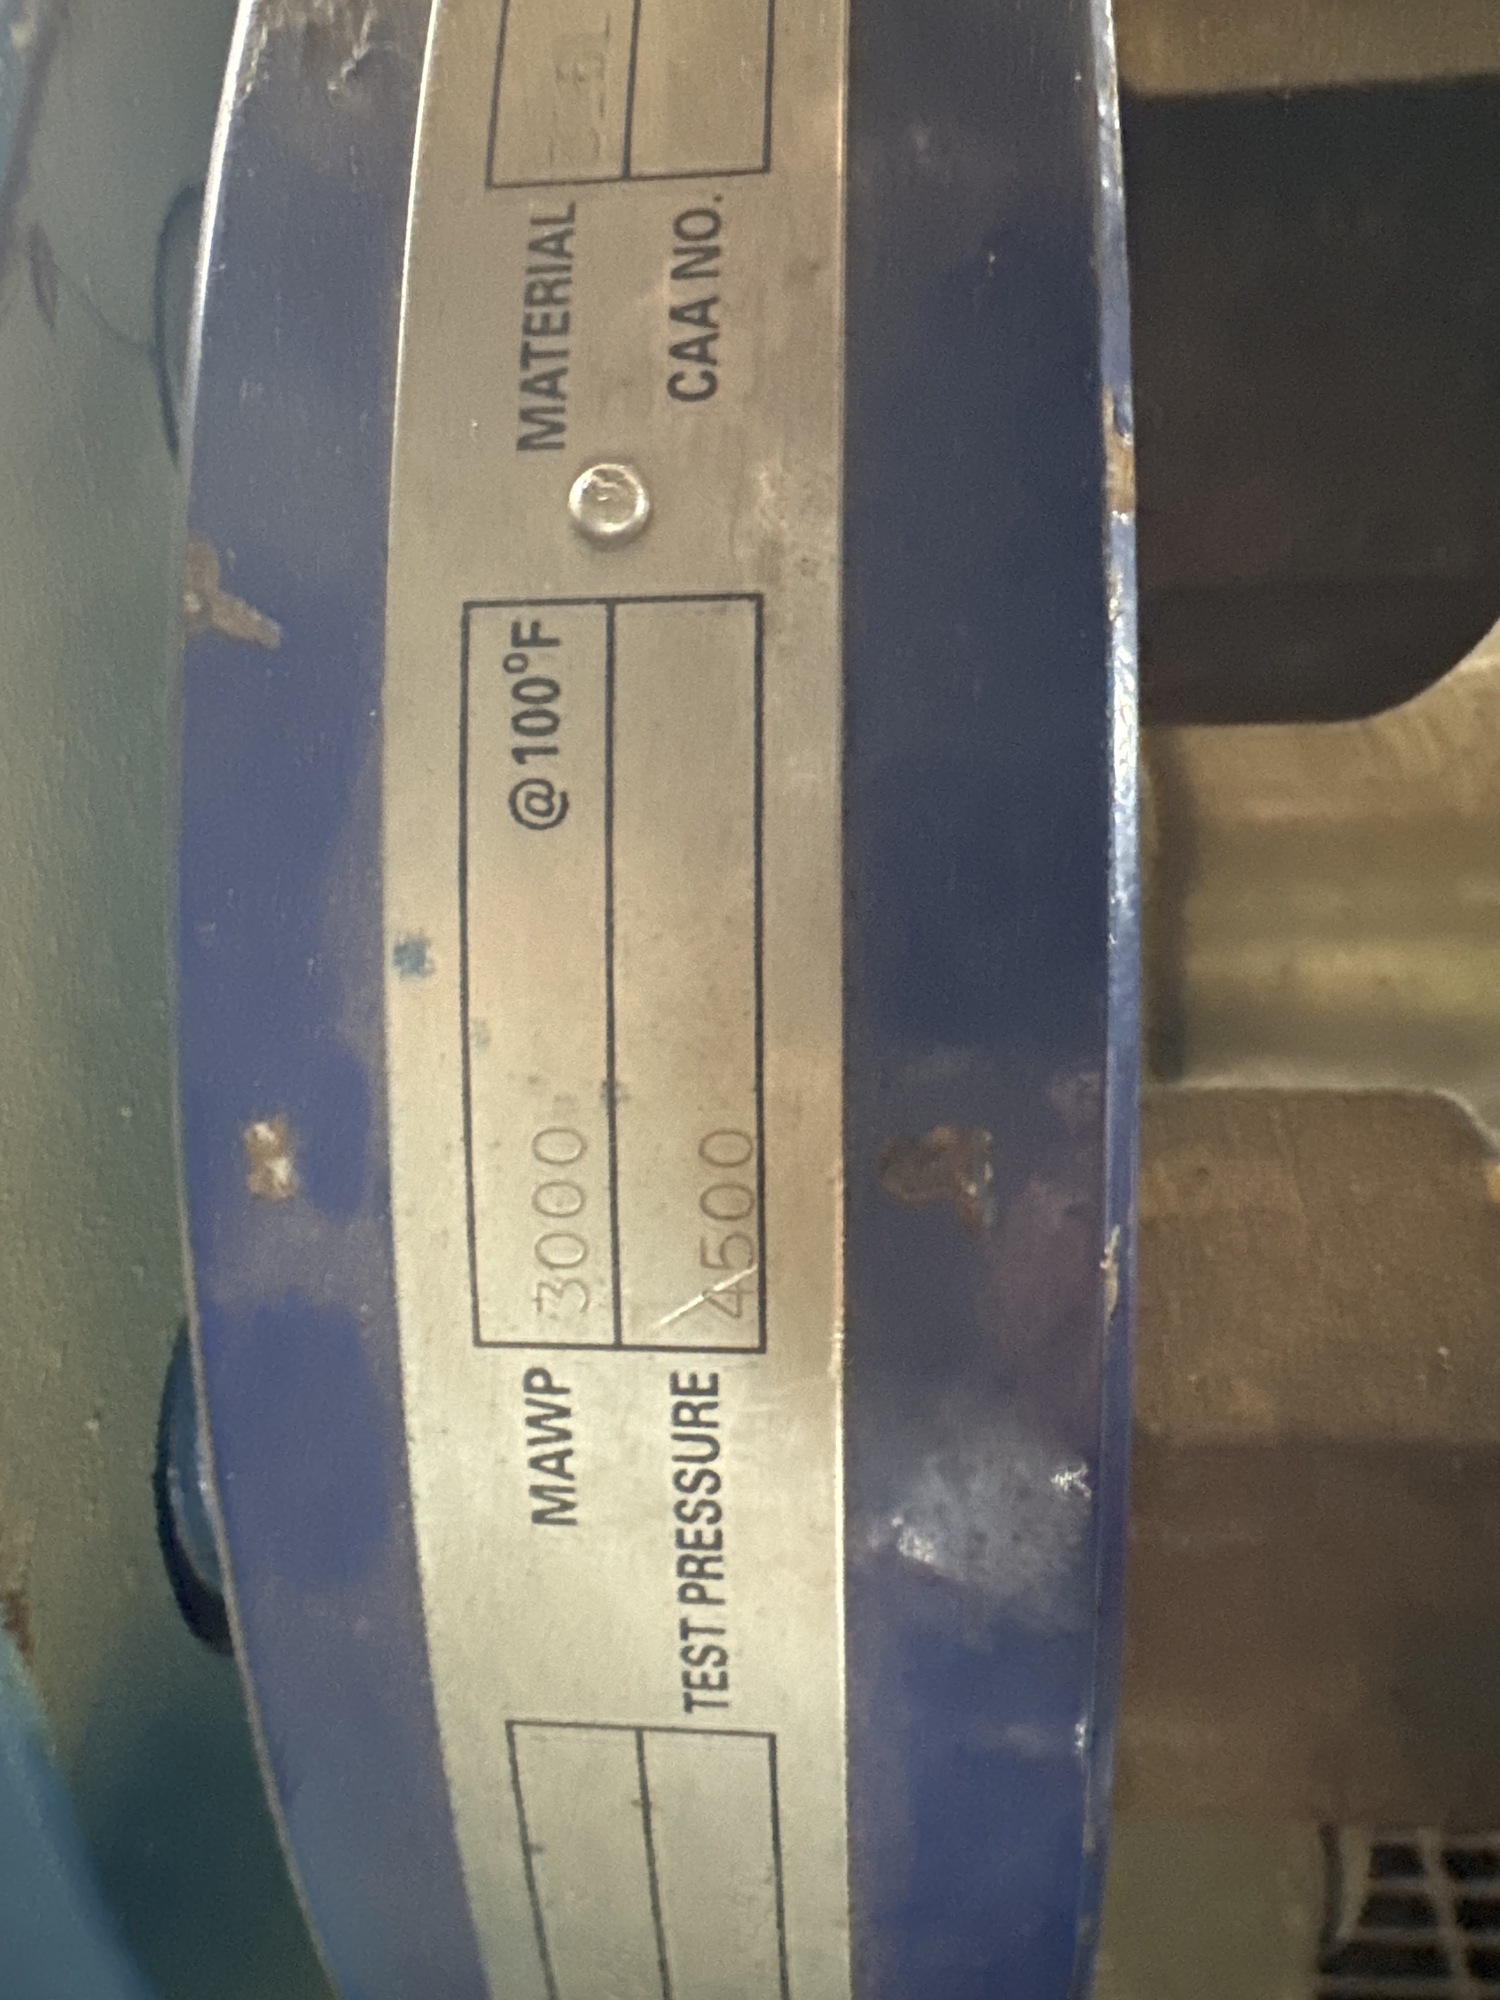 MAWP 3000 @100°F MATERIAL
TEST PRESSURE 4500 CAA NO.